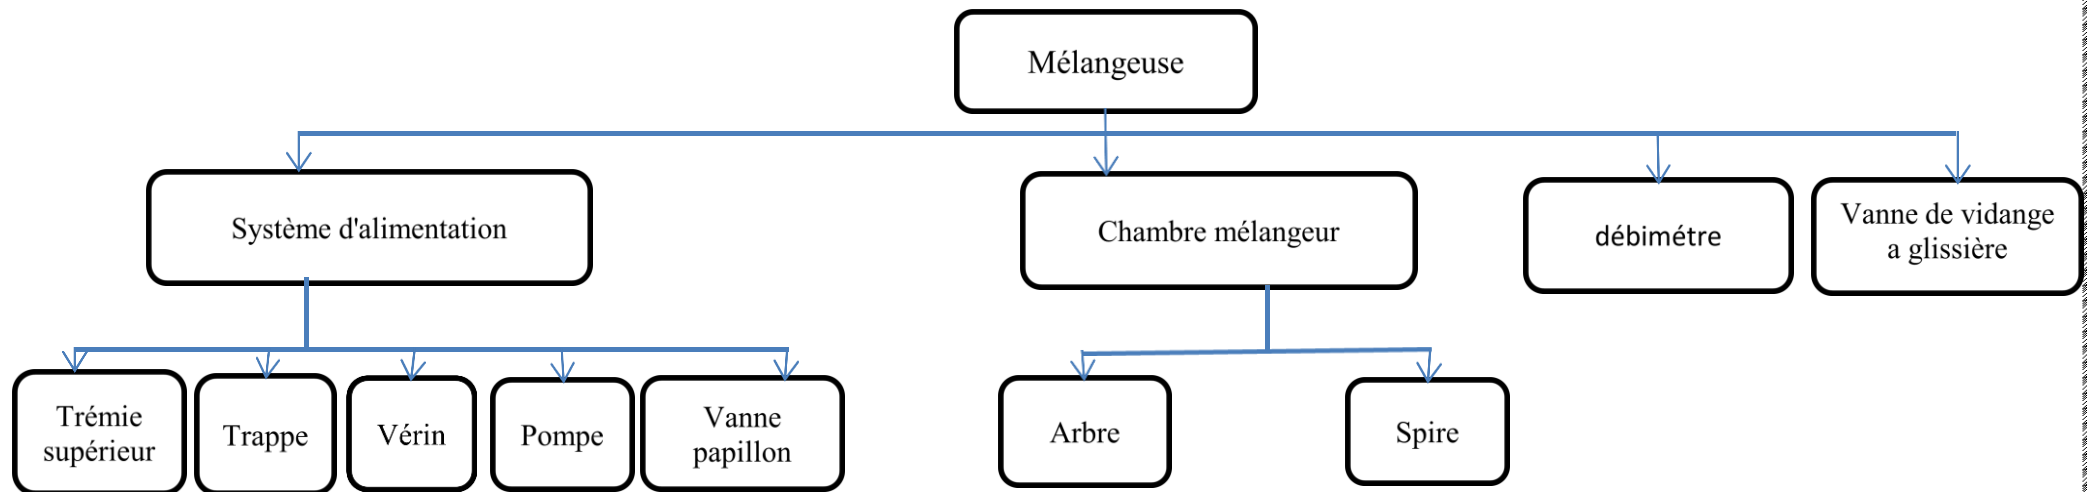 Mélangeuse
Système d'alimentation
Chambre mélangeur
débimétre
Vanne de vidange
a glissière
Trémie
supérieur
Trappe
Vérin
Pompe
Vanne
papillon
Arbre
Spire